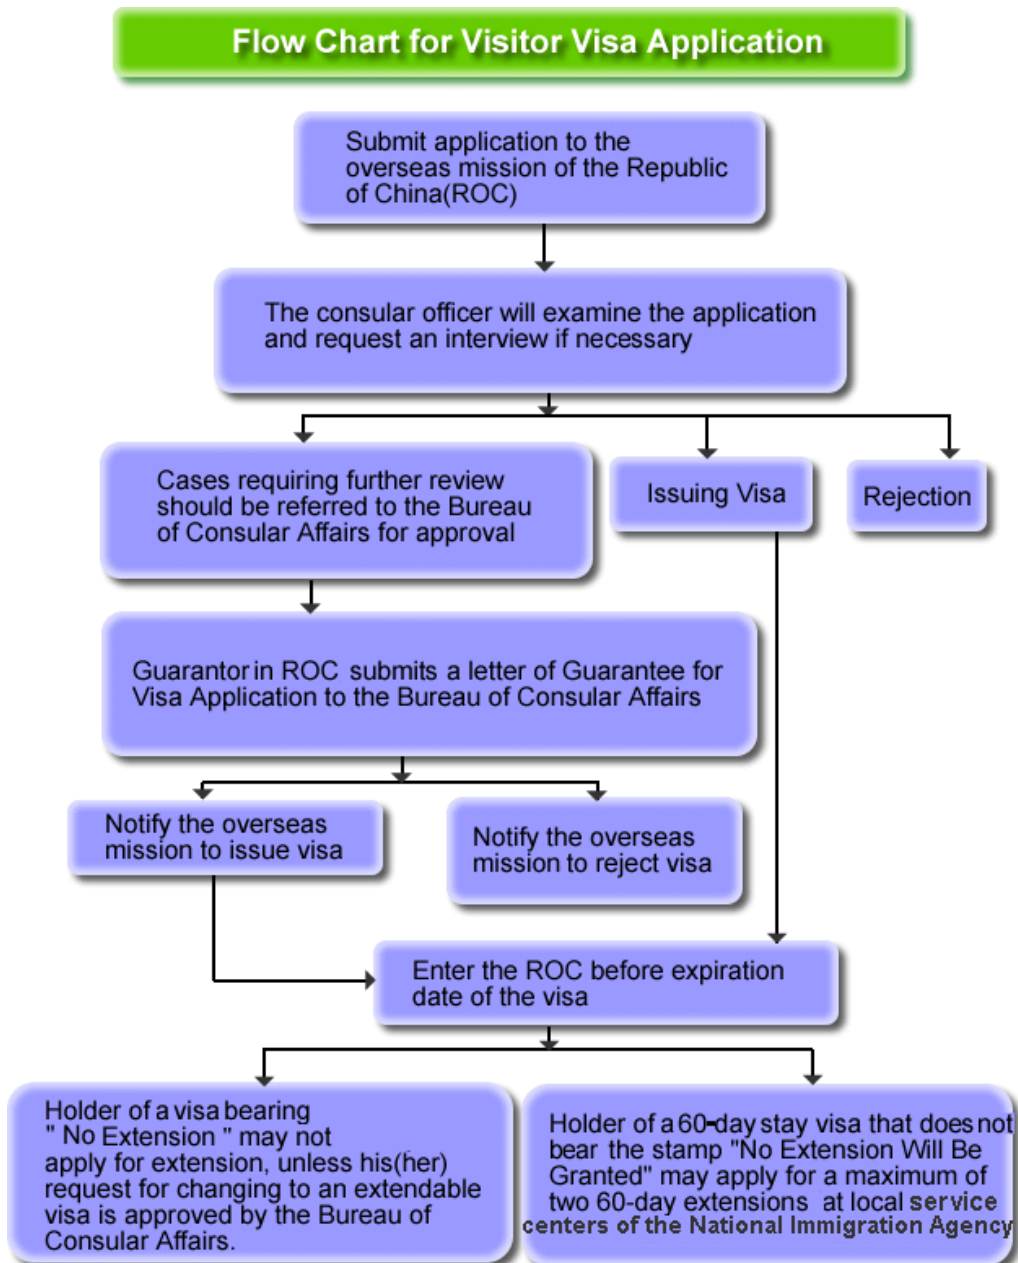 Flow Chart for Visitor Visa Application
Submit application to the
overseas mission of the Republic
of China(ROC)
The consular officer will examine the application
and request an interview if necessary
Cases requiring further review
should be referred to the Bureau
of Consular Affairs for approval
Issuing Visa
Rejection
Guarantor in ROC submits a letter of Guarantee for
Visa Application to the Bureau of Consular Affairs
Notify the overseas
mission to issue visa
Notify the overseas
mission to reject visa
Enter the ROC before expiration
date of the visa
Holder of a visa bearing
" No Extension " may not
apply for extension, unless his(her)
request for changing to an extendable
visa is approved by the Bureau of
Consular Affairs.
Holder of a 60-day stay visa that does not
bear the stamp "No Extension Will Be
Granted" may apply for a maximum of
two 60-day extensions at local service
centers of the National Immigration Agency